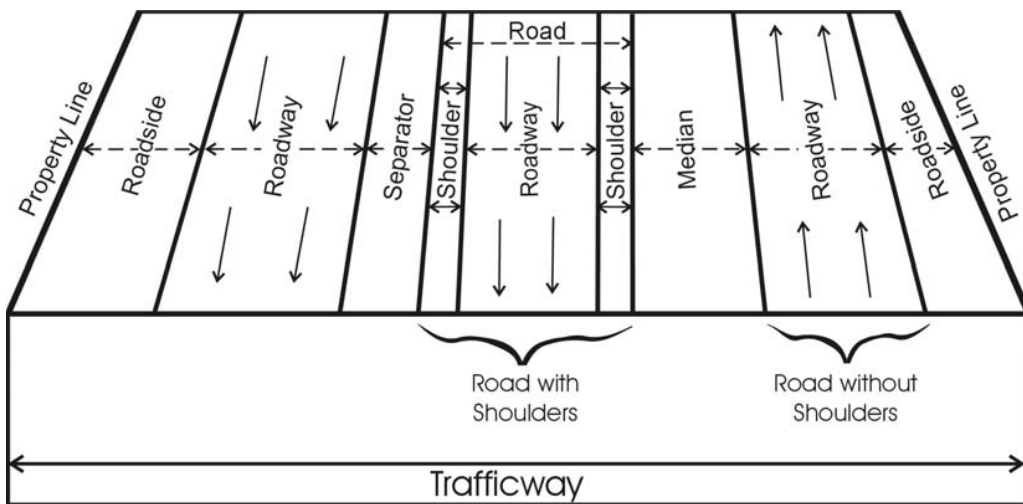 Road
Property Line
Roadside
Roadway
Separator
Shoulder
Roadway
Shoulder
Median
Roadway
Roadside
Property Line
Road with
Shoulders
Road without
Shoulders
Trafficway